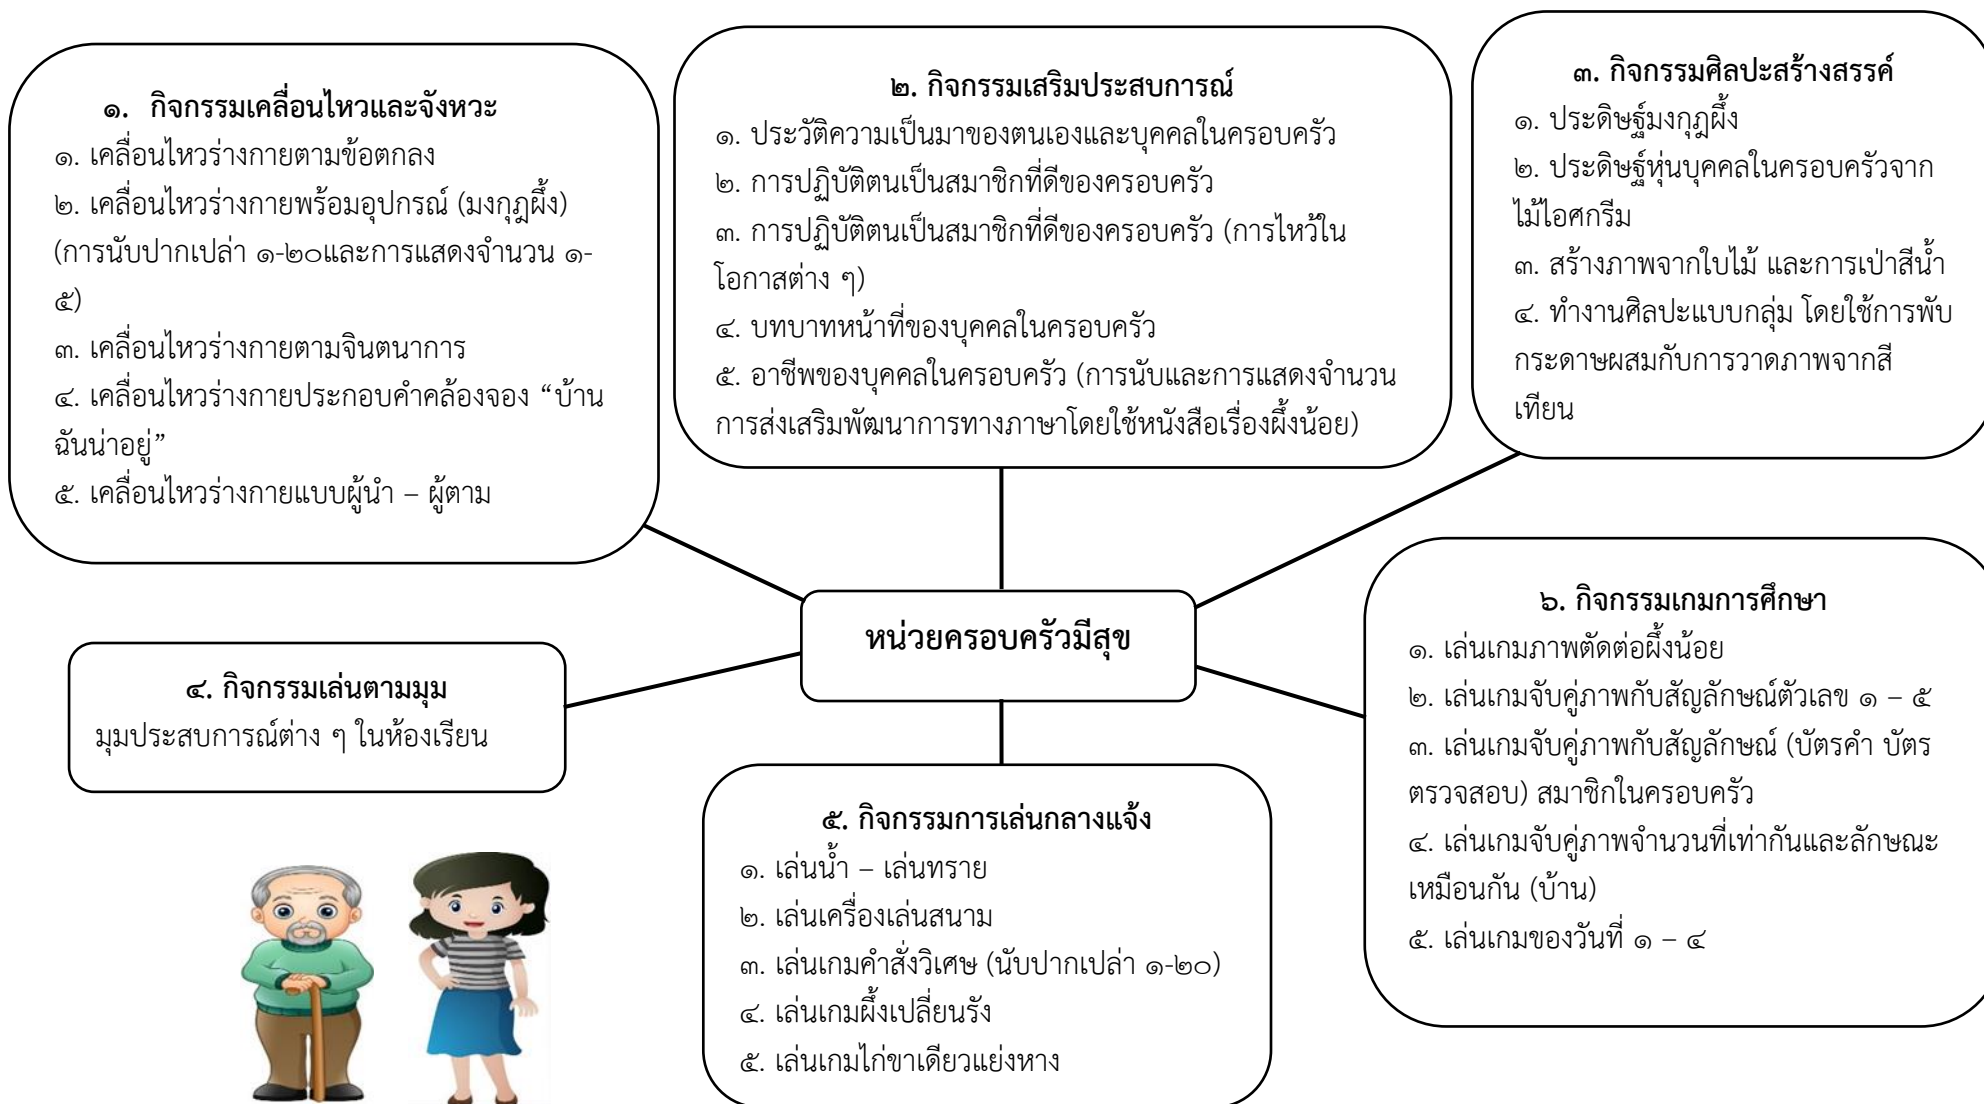 ๑. กิจกรรมเคลื่อนไหวและจังหวะ
๑. เคลื่อนไหวร่างกายตามข้อตกลง
๒. เคลื่อนไหวร่างกายพร้อมอุปกรณ์ (มงกุฎผึ้ง)
(การนับปากเปล่า ๑-๒๐และการแสดงจำนวน ๑-
๕)
๓. เคลื่อนไหวร่างกายตามจินตนาการ
๔. เคลื่อนไหวร่างกายประกอบคำคล้องจอง “บ้าน
ฉันน่าอยู่”
๕. เคลื่อนไหวร่างกายแบบผู้นำ – ผู้ตาม
๒. กิจกรรมเสริมประสบการณ์
๑. ประวัติความเป็นมาของตนเองและบุคคลในครอบครัว
๒. การปฏิบัติตนเป็นสมาชิกที่ดีของครอบครัว
๓. การปฏิบัติตนเป็นสมาชิกที่ดีของครอบครัว (การไหว้ใน
โอกาสต่าง ๆ)
๔. บทบาทหน้าที่ของบุคคลในครอบครัว
๕. อาชีพของบุคคลในครอบครัว (การนับและการแสดงจำนวน
การส่งเสริมพัฒนาการทางภาษาโดยใช้หนังสือเรื่องผึ้งน้อย)
๓. กิจกรรมศิลปะสร้างสรรค์
๑. ประดิษฐ์มงกุฎผึ้ง
๒. ประดิษฐ์หุ่นบุคคลในครอบครัวจาก
ไม้ไอศกรีม
๓. สร้างภาพจากใบไม้ และการเป่าสีน้ำ
๔. ทำงานศิลปะแบบกลุ่ม โดยใช้การพับ
กระดาษผสมกับการวาดภาพจากสี
เทียน
หน่วยครอบครัวมีสุข
๔. กิจกรรมเล่นตามมุม
มุมประสบการณ์ต่าง ๆ ในห้องเรียน
๕. กิจกรรมการเล่นกลางแจ้ง
๑. เล่นน้ำ – เล่นทราย
๒. เล่นเครื่องเล่นสนาม
๓. เล่นเกมคำสั่งวิเศษ (นับปากเปล่า ๑-๒๐)
๔. เล่นเกมผึ้งเปลี่ยนรัง
๕. เล่นเกมไก่ขาเดียวแย่งหาง
๖. กิจกรรมเกมการศึกษา
๑. เล่นเกมภาพตัดต่อผึ้งน้อย
๒. เล่นเกมจับคู่ภาพกับสัญลักษณ์ตัวเลข ๑ – ๕
๓. เล่นเกมจับคู่ภาพกับสัญลักษณ์ (บัตรคำ บัตร
ตรวจสอบ) สมาชิกในครอบครัว
๔. เล่นเกมจับคู่ภาพจำนวนที่เท่ากันและลักษณะ
เหมือนกัน (บ้าน)
๕. เล่นเกมของวันที่ ๑ – ๔